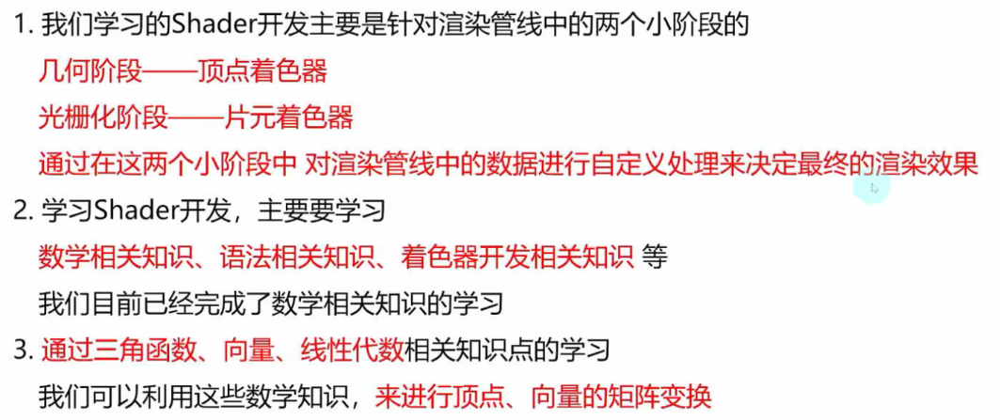 1. 我们学习的Shader开发主要是针对渲染管线中的两个小阶段的
几何阶段——顶点着色器
光栅化阶段——片元着色器
通过在这两个小阶段中 对渲染管线中的数据进行自定义处理来决定最终的渲染效果
2. 学习Shader开发，主要要学习
数学相关知识、语法相关知识、着色器开发相关知识 等
我们目前已经完成了数学相关知识的学习
3. 通过三角函数、向量、线性代数相关知识点的学习
我们可以利用这些数学知识，来进行顶点、向量的矩阵变换